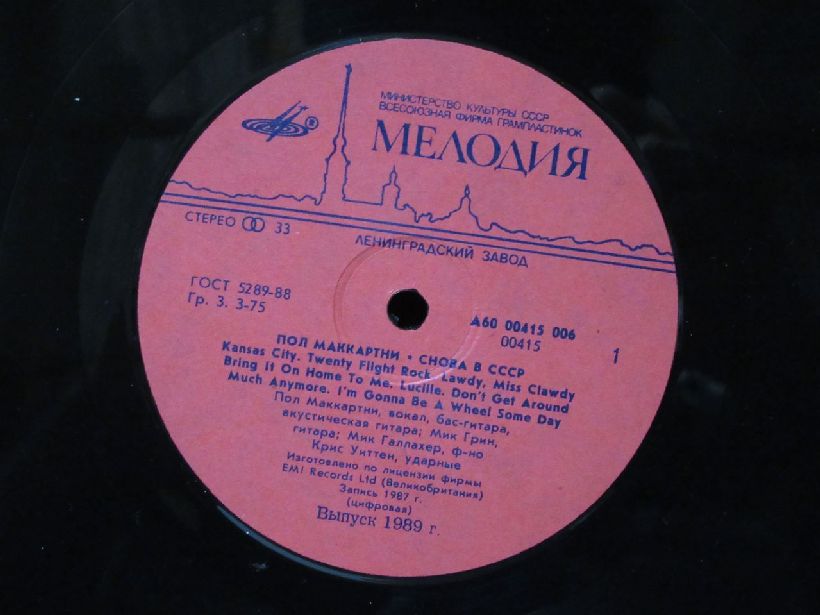 МИНИСТЕРСТВО КУЛЬТУРЫ СССР
ВСЕСОЮЗНАЯ ФИРМА ГРАМПЛАСТИНОК
МЕЛОДИЯ
®
СТЕРЕО 33
ЛЕНИНГРАДСКИЙ ЗАВОД
ГОСТ 5289-88
Гр. 3. 3-75
А60 00415 006
00415
1
ПОЛ МАККАРТНИ • СНОВА В СССР
Kansas City. Twenty Flight Rock. Lawdy, Miss Clawdy
Bring It On Home To Me. Lucille. Don't Get Around
Much Anymore. I'm Gonna Be A Wheel Some Day
Пол Маккартни, вокал, бас-гитара,
акустическая гитара; Мик Грин,
гитара; Мик Галлахер, ф-но
Крис Уиттен, ударные
Изготовлено по лицензии фирмы
EMI Records Ltd (Великобритания)
Запись 1987 г.
(цифровая)
Выпуск 1989 г.